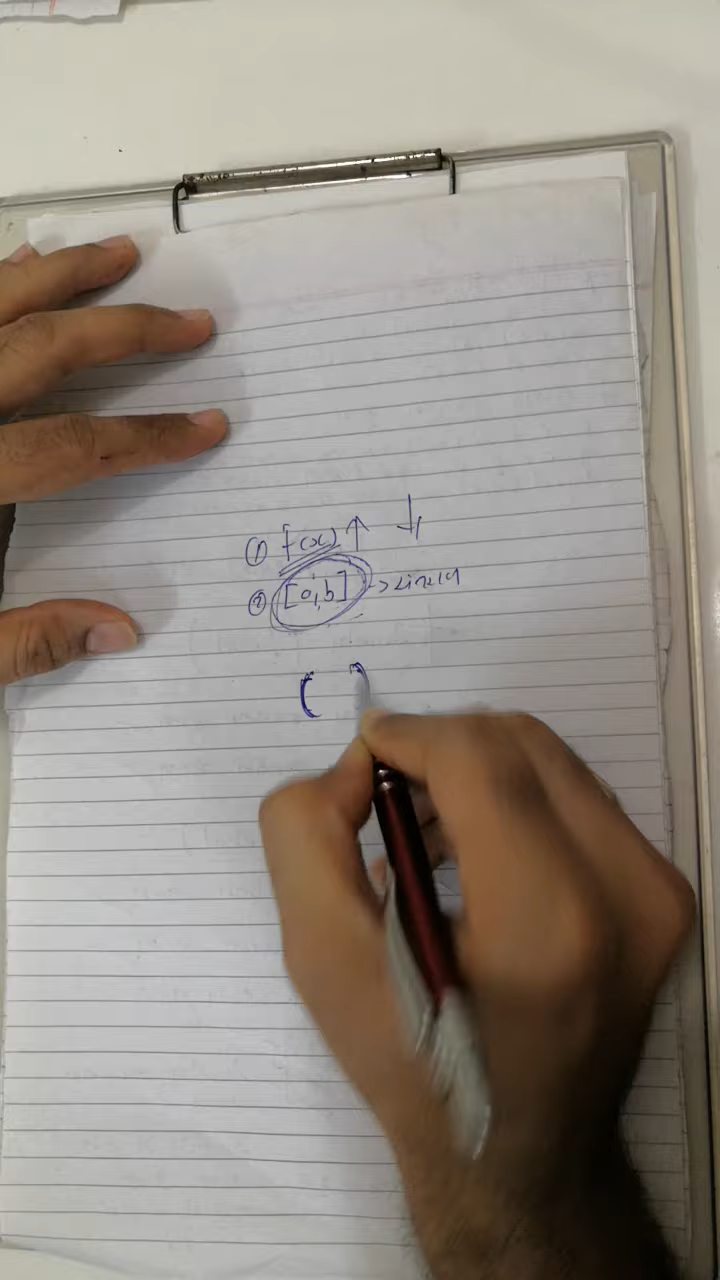 ① f(x) ↑ ↓
② [a,b] →
( )